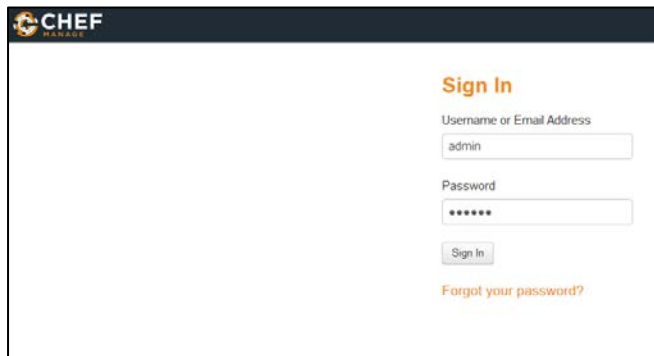 CHEF
MANAGE
Sign In
Username or Email Address
admin
Password
••••••
Sign In
Forgot your password?